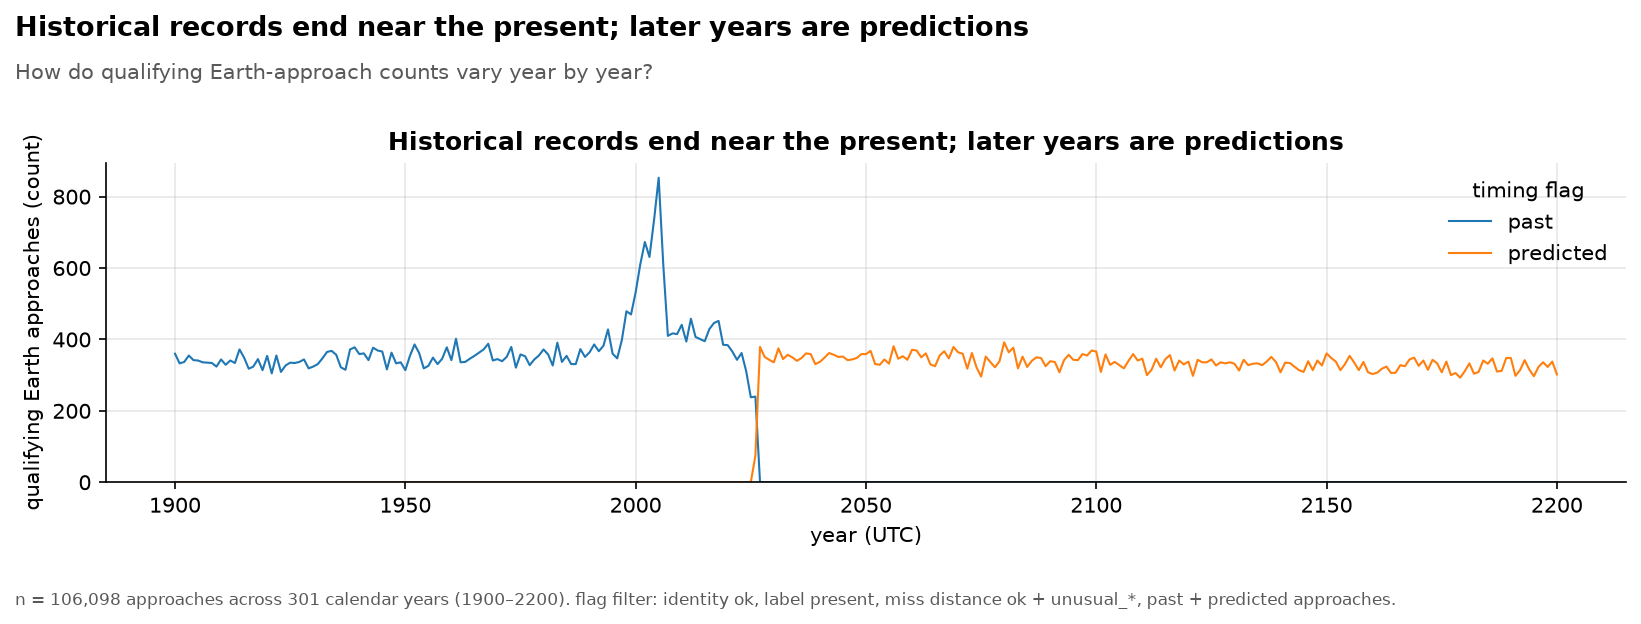 Historical records end near the present; later years are predictions
How do qualifying Earth-approach counts vary year by year?
Historical records end near the present; later years are predictions
qualifying Earth approaches (count)
800
600
400
200
0
timing flag
past
predicted
1900
1950
2000
2050
2100
2150
2200
year (UTC)
n = 106,098 approaches across 301 calendar years (1900–2200). flag filter: identity ok, label present, miss distance ok + unusual_*, past + predicted approaches.